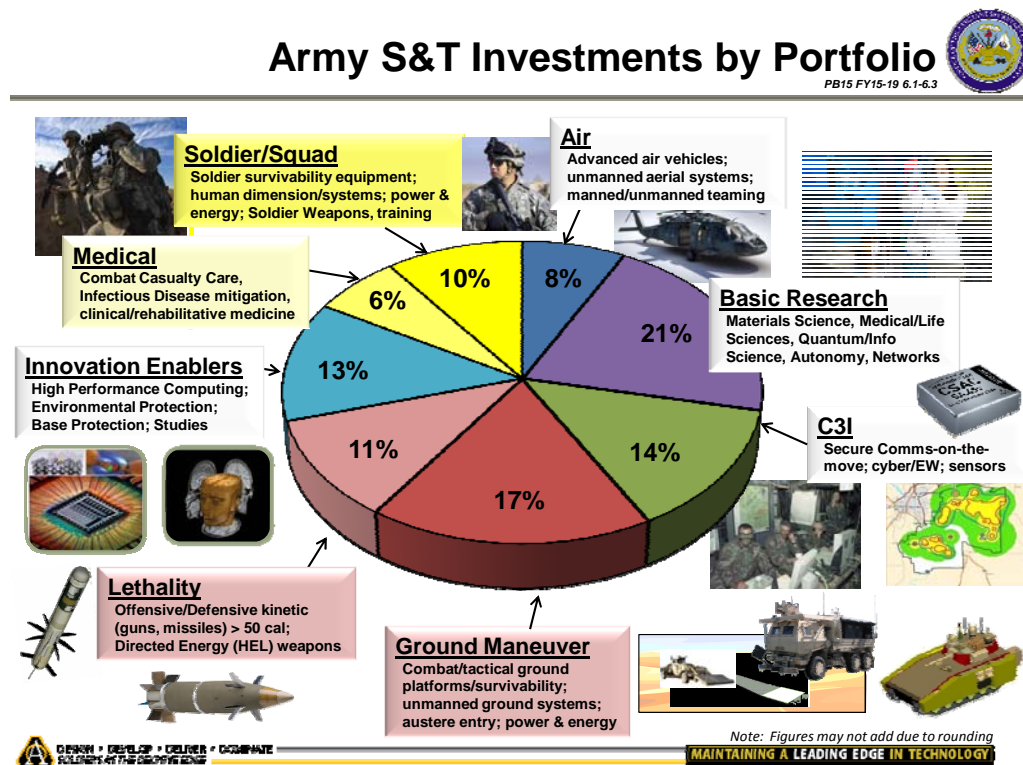 Army S&T Investments by Portfolio
PB15 FY15-19 6.1-6.3
Soldier/Squad
Soldier survivability equipment;
human dimension/systems; power &
energy; Soldier Weapons, training
Air
Advanced air vehicles;
unmanned aerial systems;
manned/unmanned teaming
Medical
Combat Casualty Care,
Infectious Disease mitigation,
clinical/rehabilitative medicine
Basic Research
Materials Science, Medical/Life
Sciences, Quantum/Info
Science, Autonomy, Networks
Innovation Enablers
High Performance Computing;
Environmental Protection;
Base Protection; Studies
C3I
Secure Comms-on-the-
move; cyber/EW; sensors
10%
8%
6%
21%
13%
14%
11%
17%
Lethality
Offensive/Defensive kinetic
(guns, missiles) > 50 cal;
Directed Energy (HEL) weapons
Ground Maneuver
Combat/tactical ground
platforms/survivability;
unmanned ground systems;
austere entry; power & energy
Note: Figures may not add due to rounding
DESIGN • DEVELOP • DELIVER • DOMINATE
MAINTAINING A LEADING EDGE IN TECHNOLOGY